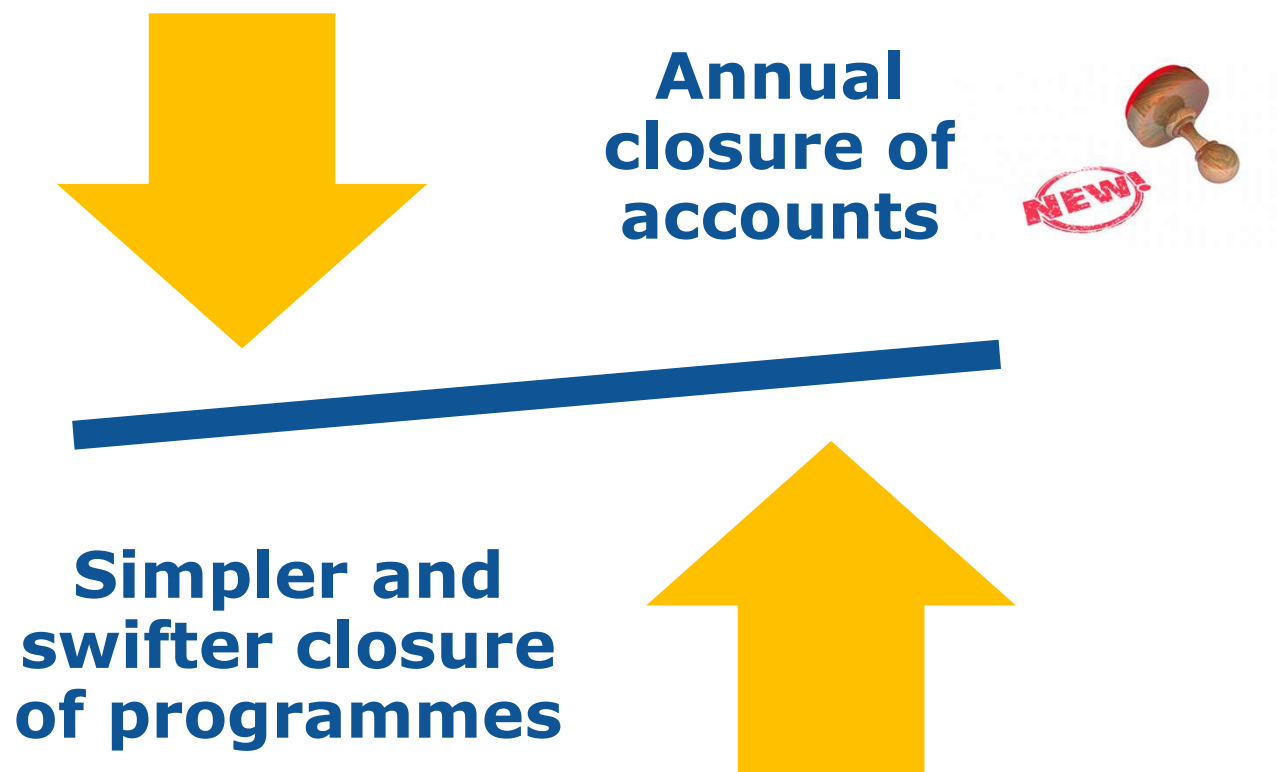 Annual
closure of
accounts
NEW!
Simpler and
swifter closure
of programmes